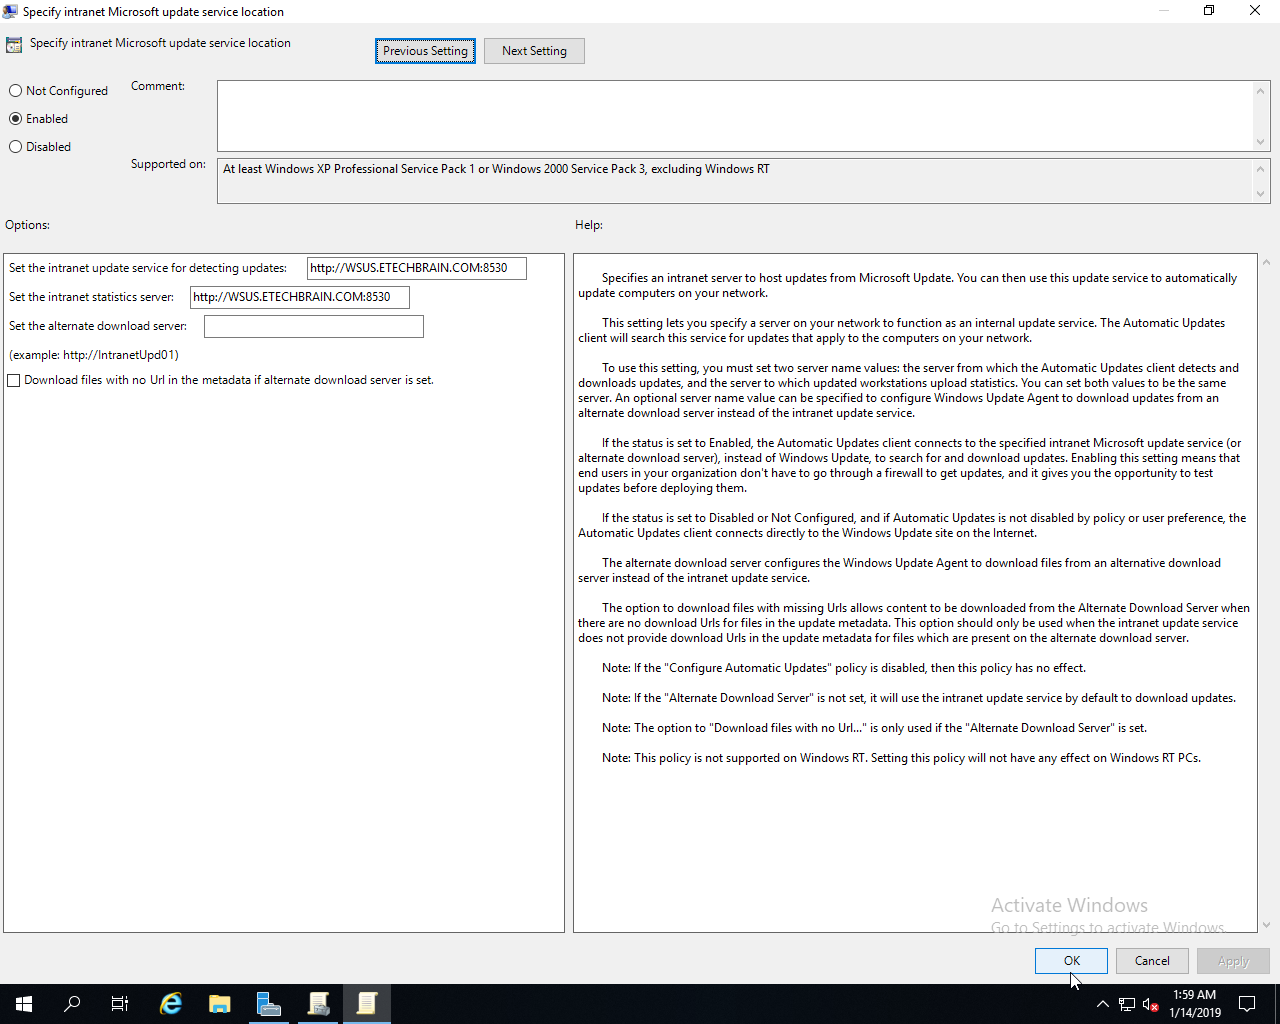 Specify intranet Microsoft update service location
Specify intranet Microsoft update service location
Previous Setting
Next Setting
Not Configured
Comment:
Enabled
Disabled
Supported on:
At least Windows XP Professional Service Pack 1 or Windows 2000 Service Pack 3, excluding Windows RT
Options:
Help:
Set the intranet update service for detecting updates:
http://WSUS.ETECHBRAIN.COM:8530
Set the intranet statistics server:
http://WSUS.ETECHBRAIN.COM:8530
Set the alternate download server:
(example: http://IntranetUpd01)
Download files with no Url in the metadata if alternate download server is set.
Specifies an intranet server to host updates from Microsoft Update. You can then use this update service to automatically
update computers on your network.
This setting lets you specify a server on your network to function as an internal update service. The Automatic Updates
client will search this service for updates that apply to the computers on your network.
To use this setting, you must set two server name values: the server from which the Automatic Updates client detects and
downloads updates, and the server to which updated workstations upload statistics. You can set both values to be the same
server. An optional server name value can be specified to configure Windows Update Agent to download updates from an
alternate download server instead of the intranet update service.
If the status is set to Enabled, the Automatic Updates client connects to the specified intranet Microsoft update service (or
alternate download server), instead of Windows Update, to search for and download updates. Enabling this setting means that
end users in your organization don't have to go through a firewall to get updates, and it gives you the opportunity to test
updates before deploying them.
If the status is set to Disabled or Not Configured, and if Automatic Updates is not disabled by policy or user preference, the
Automatic Updates client connects directly to the Windows Update site on the Internet.
The alternate download server configures the Windows Update Agent to download files from an alternative download
server instead of the intranet update service.
The option to download files with missing Urls allows content to be downloaded from the Alternate Download Server when
there are no download Urls for files in the update metadata. This option should only be used when the intranet update service
does not provide download Urls in the update metadata for files which are present on the alternate download server.
Note: If the "Configure Automatic Updates" policy is disabled, then this policy has no effect.
Note: If the "Alternate Download Server" is not set, it will use the intranet update service by default to download updates.
Note: The option to "Download files with no Url..." is only used if the "Alternate Download Server" is set.
Note: This policy is not supported on Windows RT. Setting this policy will not have any effect on Windows RT PCs.
Activate Windows
Go to Settings to activate Windows.
OK
Cancel
Apply
1:59 AM
1/14/2019